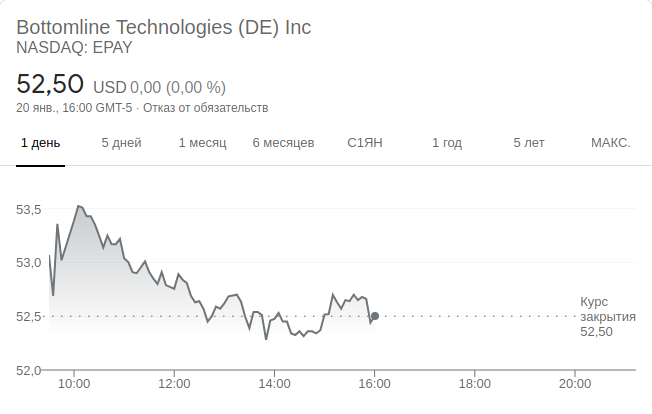 Bottomline Technologies (DE) Inc
NASDAQ: EPAY
52,50 USD 0,00 (0,00 %)
20 янв., 16:00 GMT-5 · Отказ от обязательств
1 день 5 дней 1 месяц 6 месяцев С1ЯН 1 год 5 лет МАКС.
53,5
53,0
52,5
52,0
Курс
закрытия
52,50
10:00 12:00 14:00 16:00 18:00 20:00